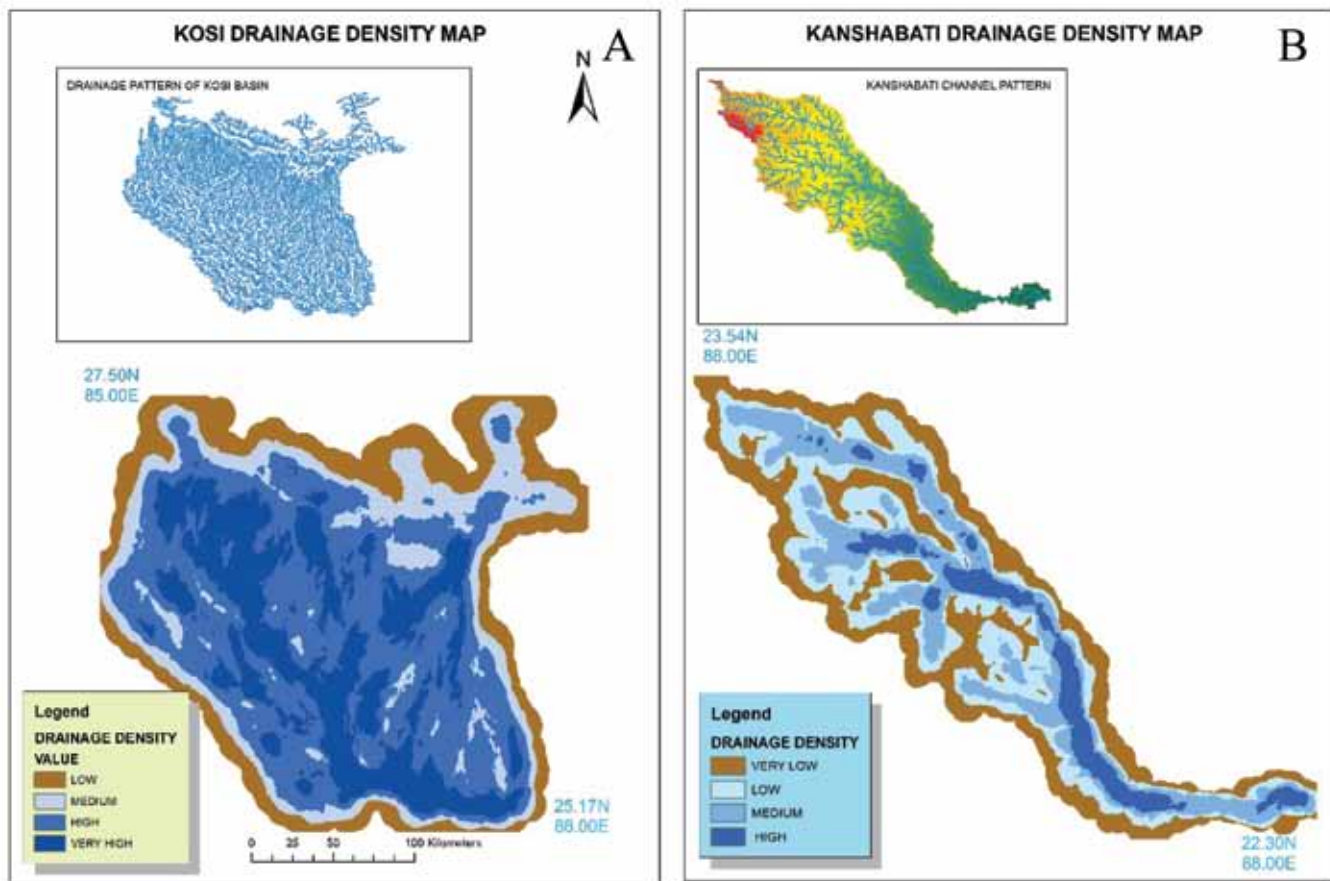 KOSI DRAINAGE DENSITY MAP
A
N
DRAINAGE PATTERN OF KOSI BASIN
27.50N
85.00E
Legend
DRAINAGE DENSITY
VALUE
LOW
MEDIUM
HIGH
VERY HIGH
25.17N
88.00E
0 25 50 100 Kilometers
KANSHABATI DRAINAGE DENSITY MAP
B
KANSHABATI CHANNEL PATTERN
23.54N
88.00E
Legend
DRAINAGE DENSITY
VERY LOW
LOW
MEDIUM
HIGH
22.30N
68.00E